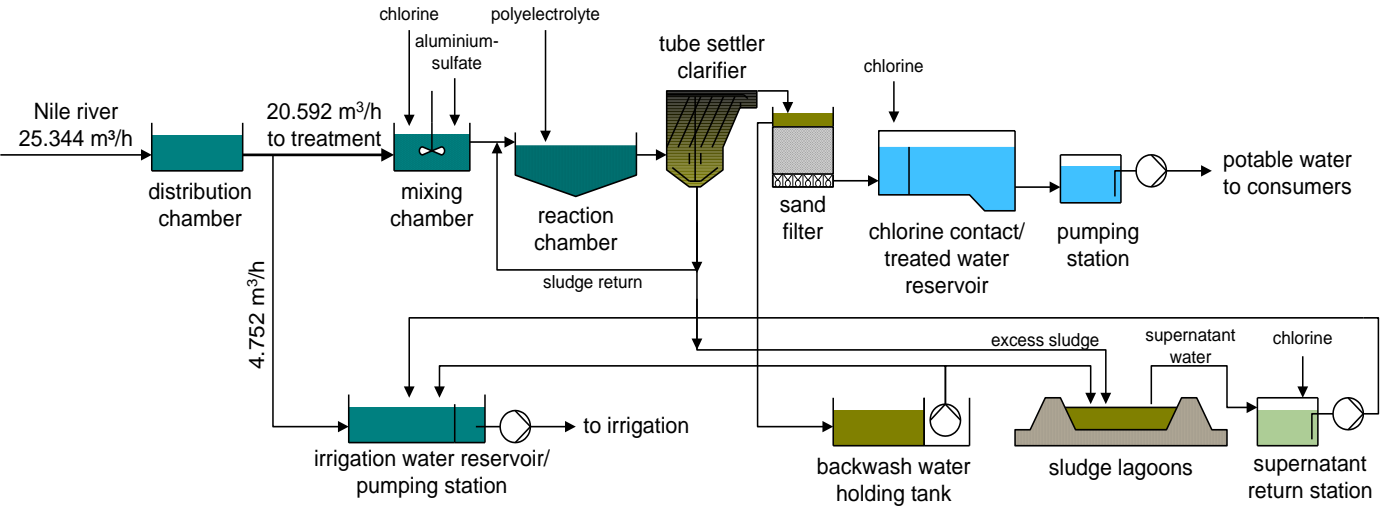 chlorine
polyelectrolyte
aluminium-
sulfate
tube settler
clarifier
chlorine
Nile river
25.344 m³/h
20.592 m³/h
to treatment
distribution
chamber
mixing
chamber
reaction
chamber
sand
filter
chlorine contact/
treated water
reservoir
pumping
station
potable water
to consumers
sludge return
4.752 m³/h
excess sludge
supernatant
water
chlorine
to irrigation
irrigation water reservoir/
pumping station
backwash water
holding tank
sludge lagoons
supernatant
return station